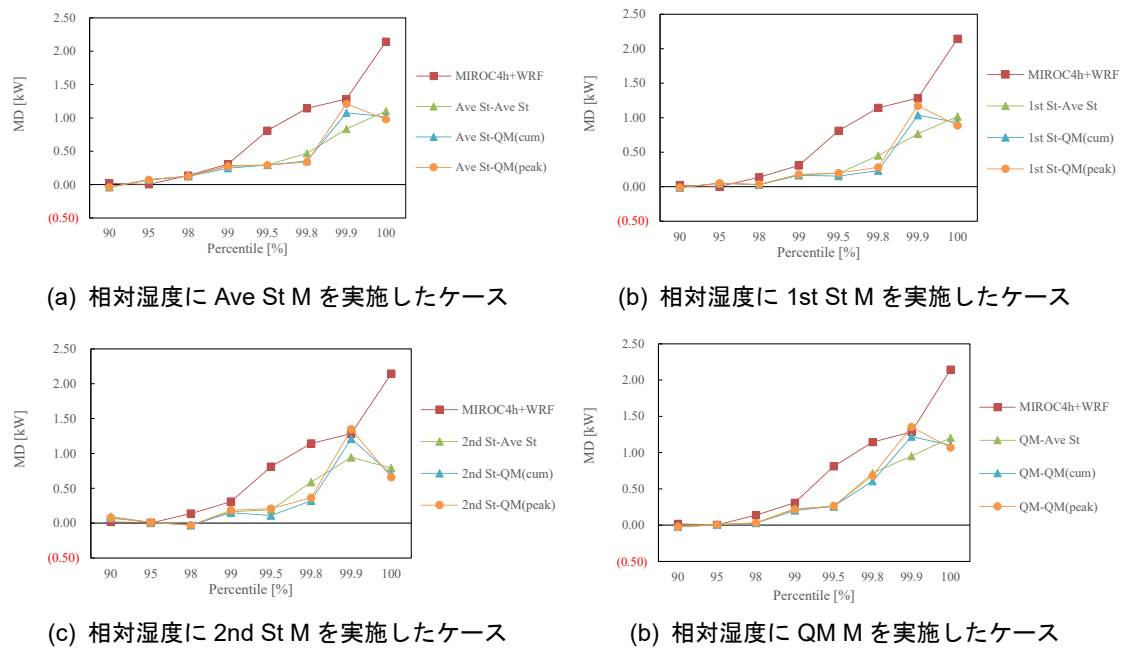 2.50
2.00
1.50
1.00
0.50
0.00
(0.50)
MD [kW]
90 95 98 99 99.5 99.8 99.9 100
Percentile [%]
MIROC4h+WRF
Ave St-Ave St
Ave St-QM(cum)
Ave St-QM(peak)
(a) 相対湿度に Ave St M を実施したケース
2.50
2.00
1.50
1.00
0.50
0.00
(0.50)
MD [kW]
90 95 98 99 99.5 99.8 99.9 100
Percentile [%]
MIROC4h+WRF
1st St-Ave St
1st St-QM(cum)
1st St-QM(peak)
(b) 相対湿度に 1st St M を実施したケース
2.50
2.00
1.50
1.00
0.50
0.00
(0.50)
MD [kW]
90 95 98 99 99.5 99.8 99.9 100
Percentile [%]
MIROC4h+WRF
2nd St-Ave St
2nd St-QM(cum)
2nd St-QM(peak)
(c) 相対湿度に 2nd St M を実施したケース
2.50
2.00
1.50
1.00
0.50
0.00
(0.50)
MD [kW]
90 95 98 99 99.5 99.8 99.9 100
Percentile [%]
MIROC4h+WRF
QM-Ave St
QM-QM(cum)
QM-QM(peak)
(b) 相対湿度に QM M を実施したケース